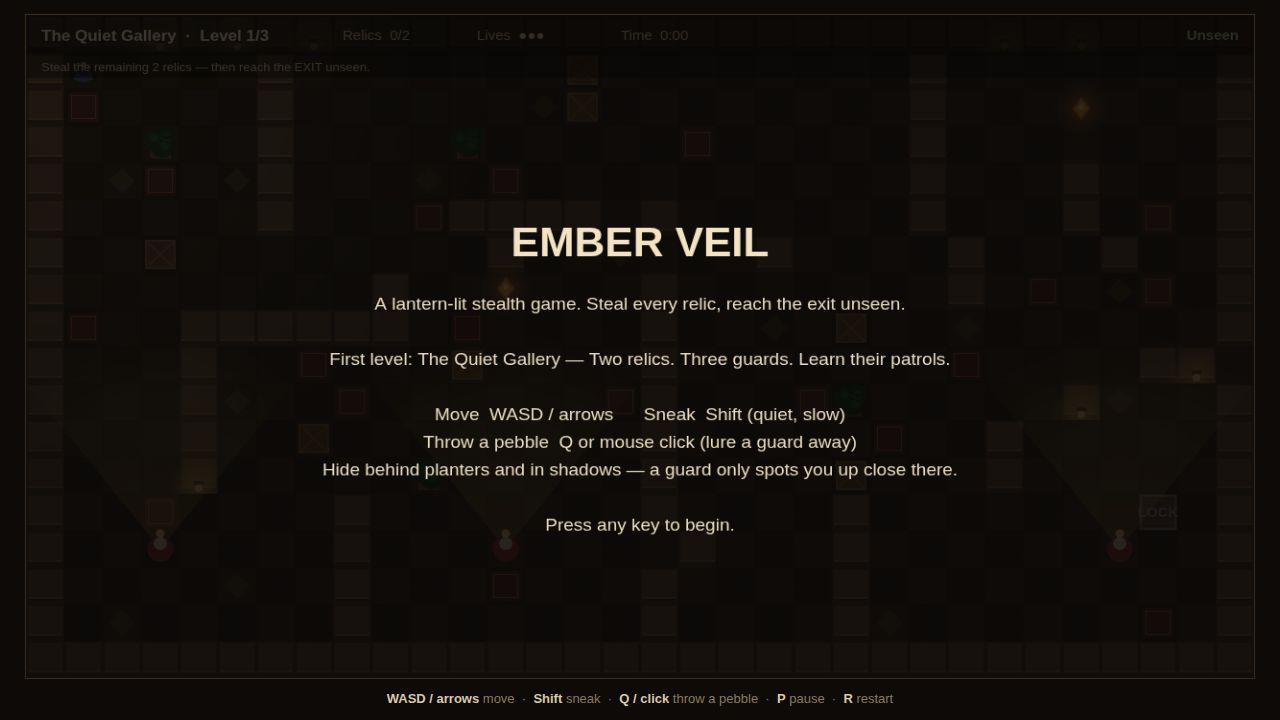 The Quiet Gallery · Level 1/3 Relics 0/2 Lives ●●● Time 0:00 Unseen
Steal the remaining 2 relics — then reach the EXIT unseen.
EMBER VEIL
A lantern-lit stealth game. Steal every relic, reach the exit unseen.
First level: The Quiet Gallery — Two relics. Three guards. Learn their patrols.
Move WASD / arrows Sneak Shift (quiet, slow)
Throw a pebble Q or mouse click (lure a guard away)
Hide behind planters and in shadows — a guard only spots you up close there.
LOCK
Press any key to begin.
WASD / arrows move · Shift sneak · Q / click throw a pebble · P pause · R restart